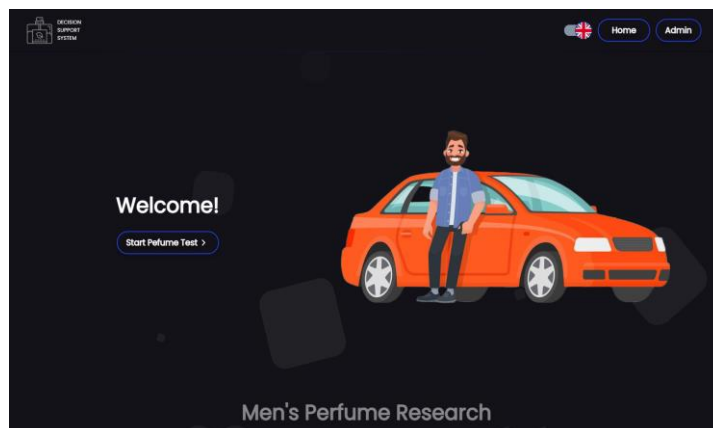 DECISION
SUPPORT
SYSTEM
Home
Admin
Welcome!
Start Pefume Test >
Men's Perfume Research